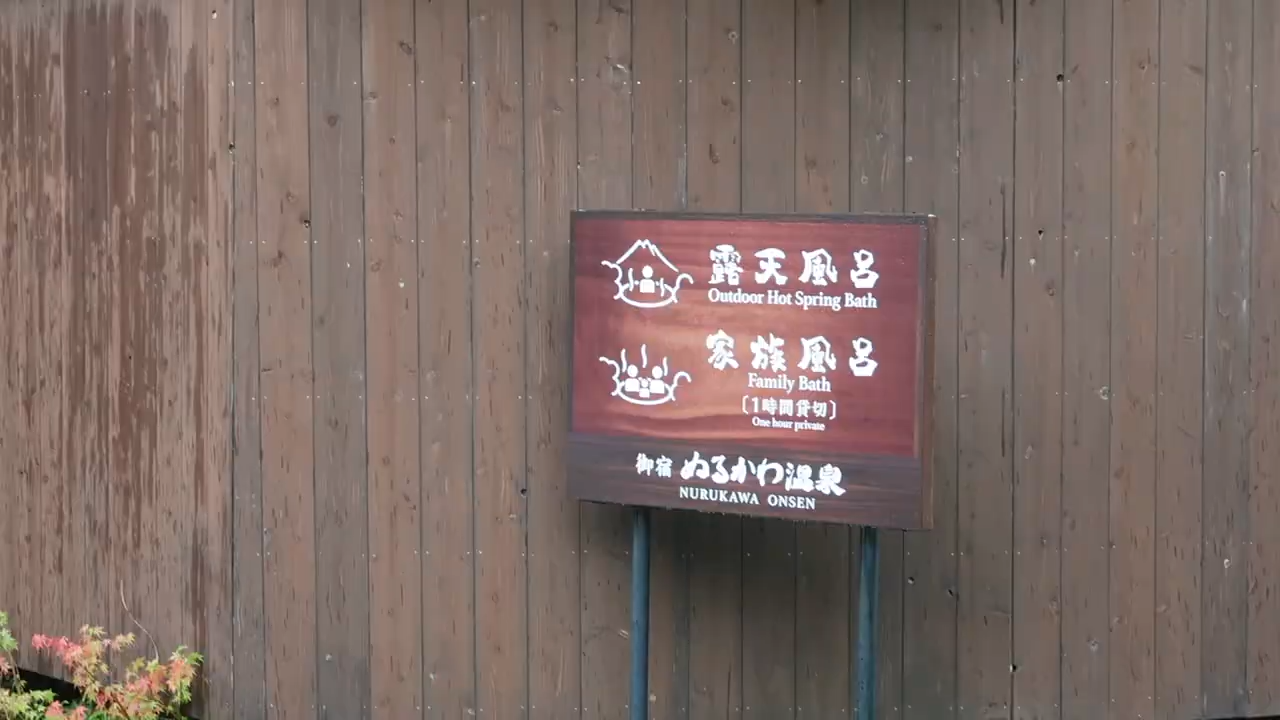 露天風呂
Outdoor Hot Spring Bath
家族風呂
Family Bath
〔1時間貸切〕
One hour private
御宿 ぬるかわ温泉
NURUKAWA ONSEN